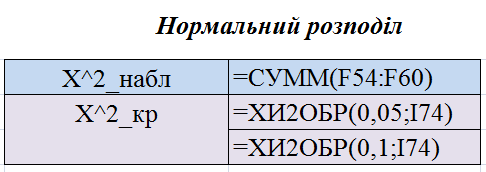 Нормальний розподіл
X^2_набл =СУММ(F54:F60)
X^2_кр =ХИ2ОБР(0,05;I74)
=ХИ2ОБР(0,1;I74)